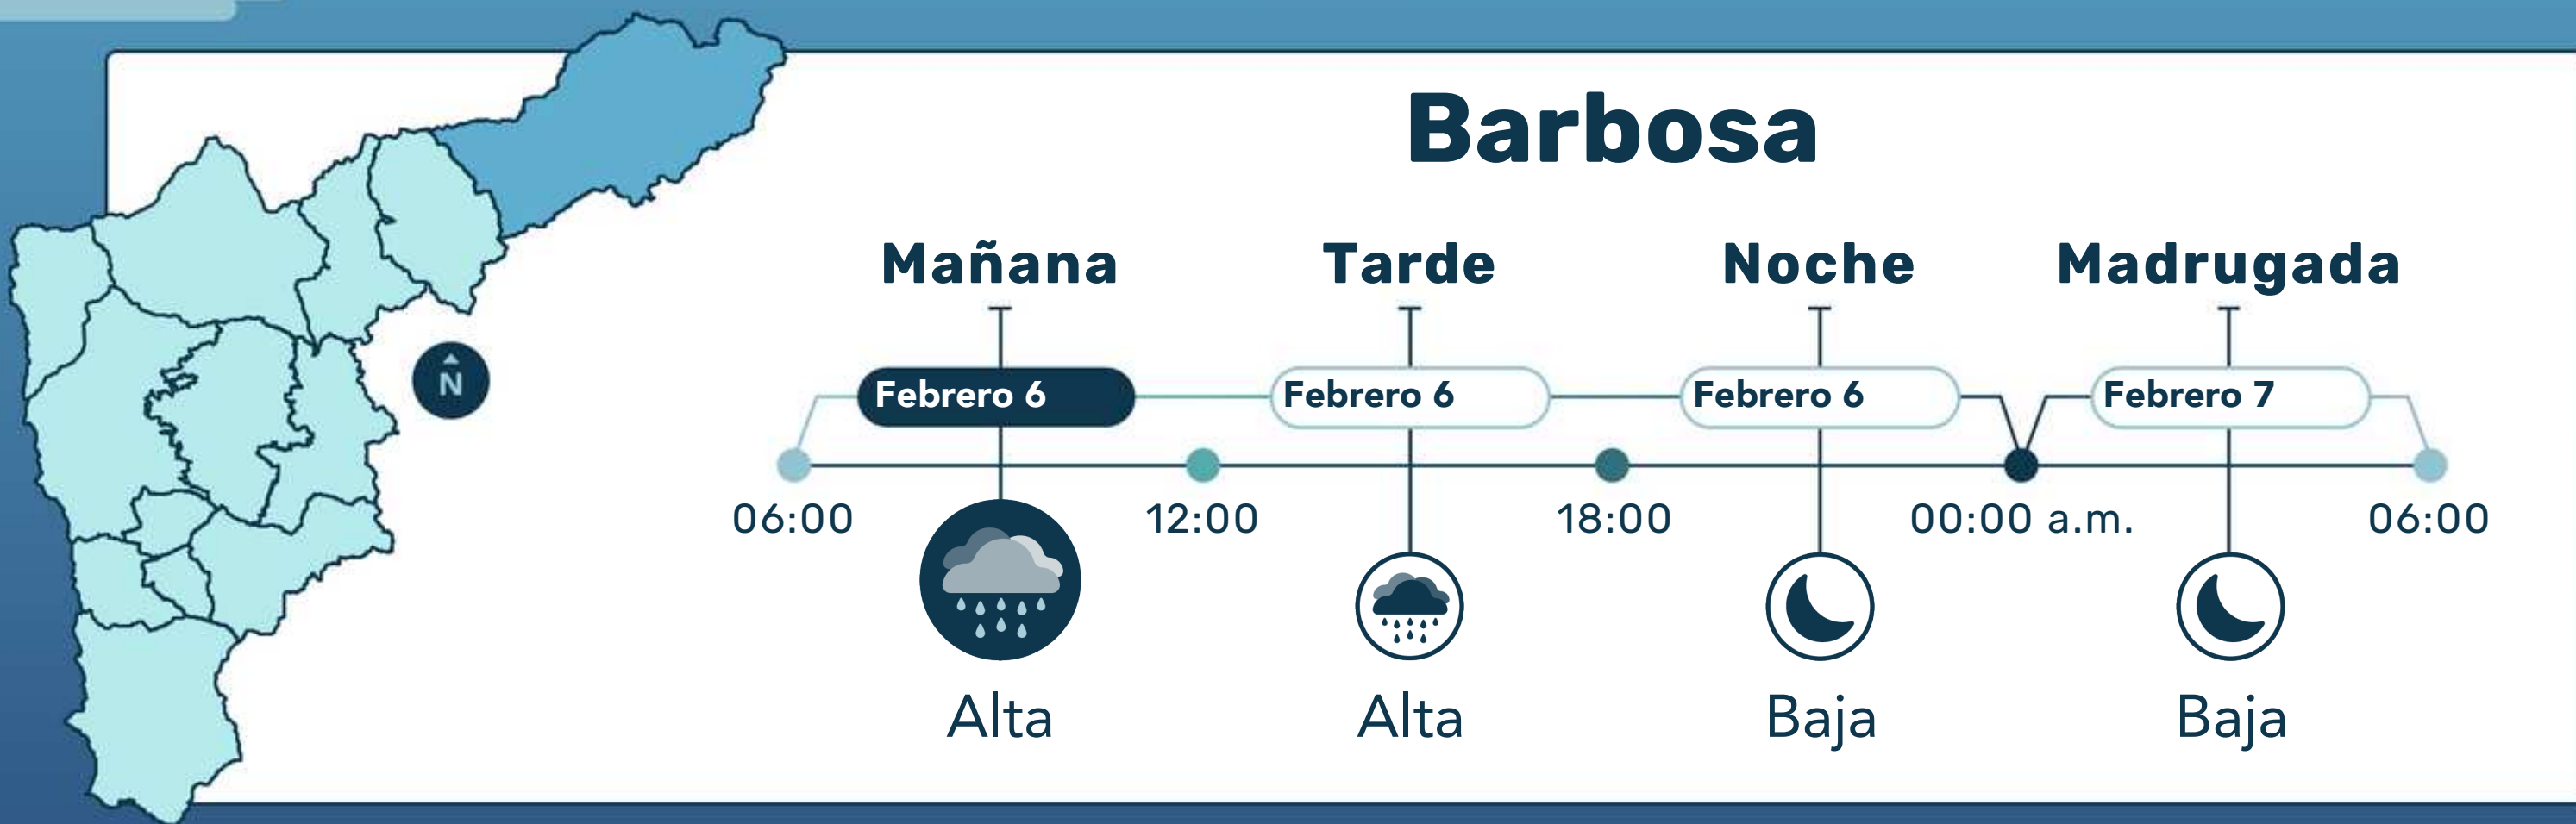 Barbosa
Mañana Tarde Noche Madrugada
N
Febrero 6 Febrero 6 Febrero 6 Febrero 7
06:00 12:00 18:00 00:00 a.m. 06:00
Alta Alta Baja Baja